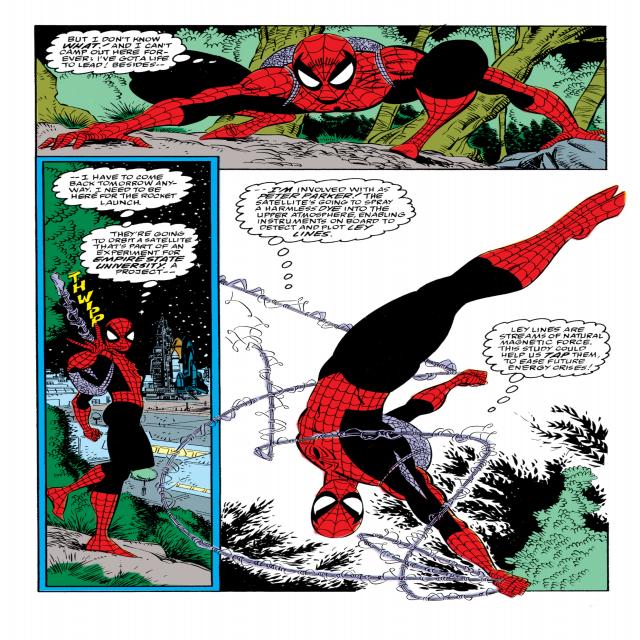 BUT I DON'T KNOW
WHAT! AND I CAN'T
CAMP OUT HERE FOR-
EVER; I'VE GOT A LIFE
TO LEAD! BESIDES--
--I HAVE TO COME
BACK TOMORROW ANY-
WAY. I NEED TO BE
HERE FOR THE ROCKET
LAUNCH.
THEY'RE GOING
TO ORBIT A SATELLITE
THAT'S PART OF AN
EXPERIMENT FOR
EMPIRE STATE
UNIVERSITY, A
PROJECT--
THWIPP
--I'M INVOLVED WITH AS
PETER PARKER! THE
SATELLITE'S GOING TO SPRAY
A HARMLESS DYE INTO THE
UPPER ATMOSPHERE, ENABLING
INSTRUMENTS ON BOARD TO
DETECT AND PLOT LEY
LINES.
LEY LINES ARE
STREAMS OF NATURAL
MAGNETIC FORCE.
THIS STUDY COULD
HELP US TAP THEM,
TO EASE FUTURE
ENERGY CRISES!